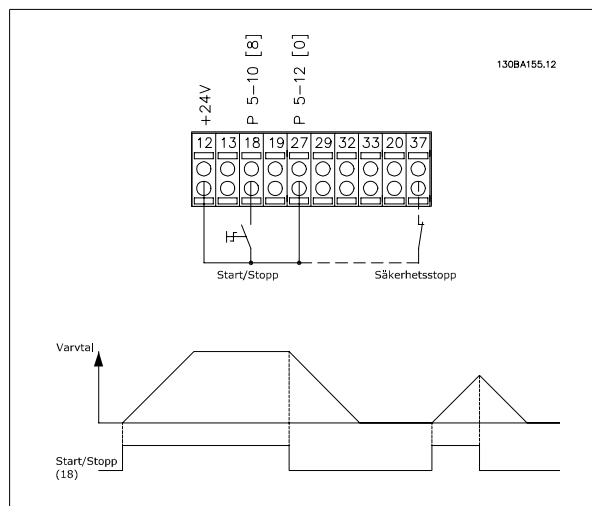 130BA155.12
+24V
P 5-10 [8]
P 5-12 [0]
12 13 18 19 27 29 32 33 20 37
Start/Stopp
Säkerhetsstopp
Varvtal
Start/Stopp
(18)